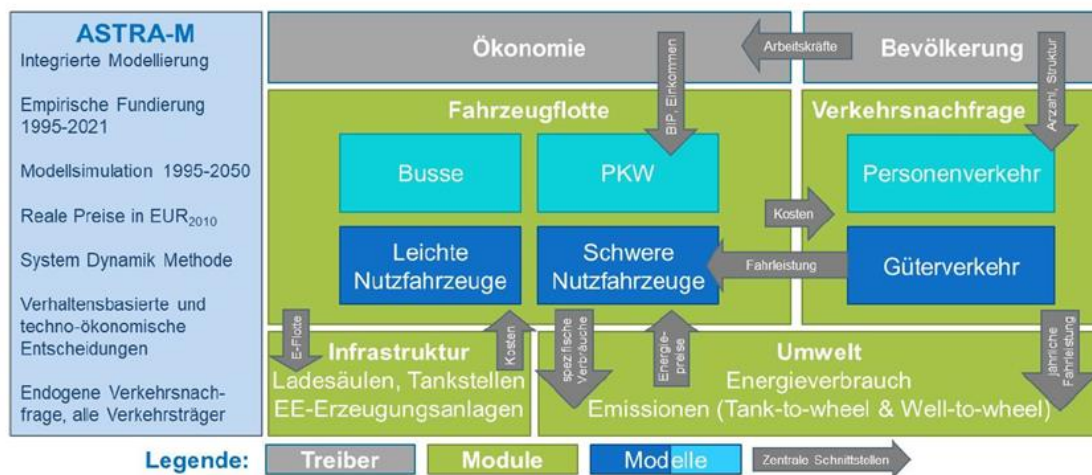 ASTRA-M
Integrierte Modellierung
Empirische Fundierung
1995-2021
Modellsimulation 1995-2050
Reale Preise in EUR2010
System Dynamik Methode
Verhaltensbasierte und
techno-ökonomische
Entscheidungen
Endogene Verkehrsnach-
frage, alle Verkehrsträger
Ökonomie
Arbeitskräfte
Bevölkerung
BIP, Einkommen
Anzahl, Struktur
Fahrzeugflotte
Busse
PKW
Leichte
Nutzfahrzeuge
Schwere
Nutzfahrzeuge
Verkehrsnachfrage
Personenverkehr
Kosten
Fahrleistung
Güterverkehr
E-Flotte
Kosten
spezifische
Verbräuche
Energie-
preise
jährliche
Fahrleistung
Infrastruktur
Ladesäulen, Tankstellen
EE-Erzeugungsanlagen
Umwelt
Energieverbrauch
Emissionen (Tank-to-wheel & Well-to-wheel)
Legende:
Treiber
Module
Modelle
Zentrale Schnittstellen